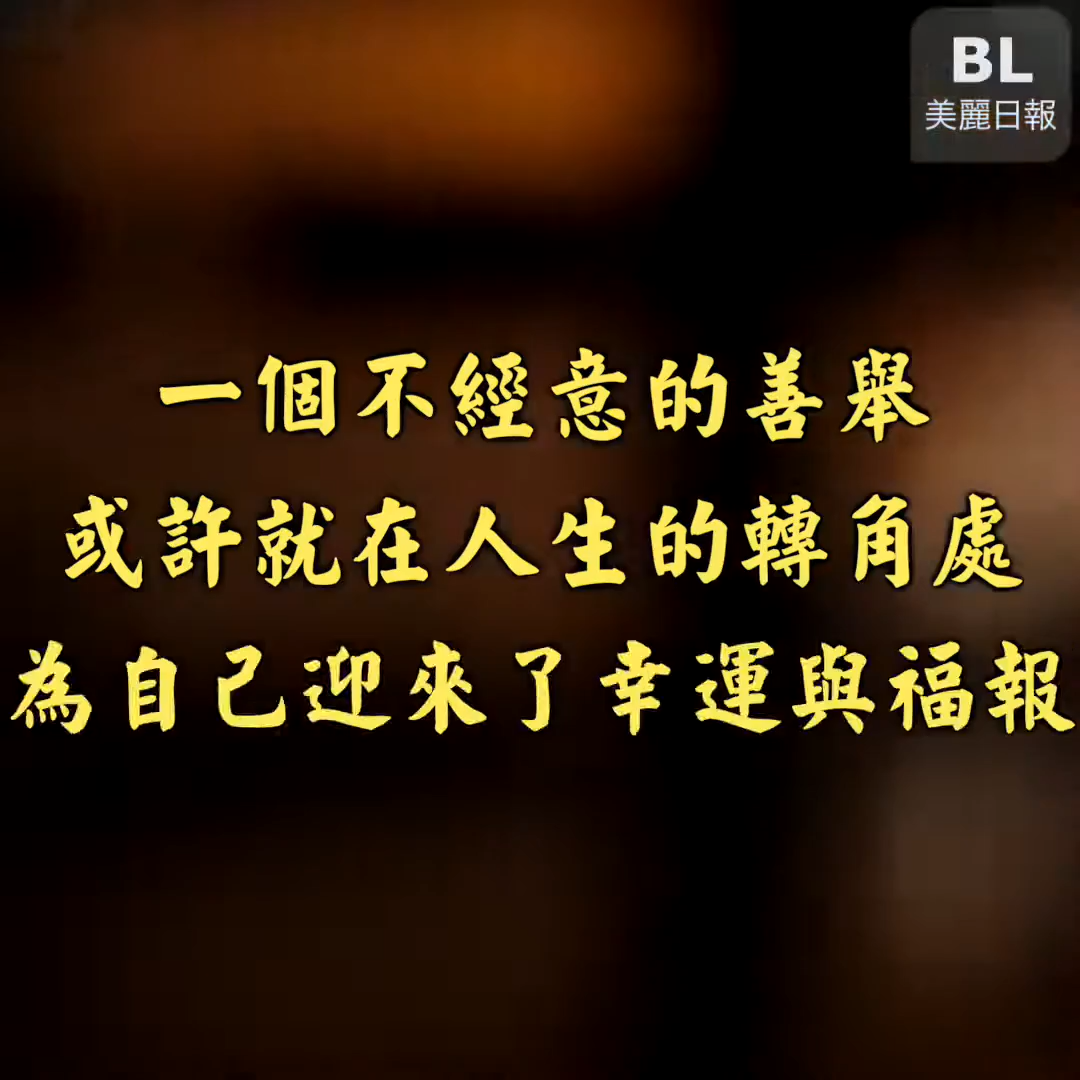 BL
美麗日報
一個不經意的善舉
或許就在人生的轉角處
為自己迎來了幸運與福報